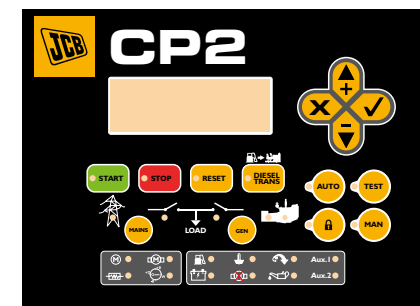 JCB
CP2
START
STOP
RESET
DIESEL TRANS
AUTO
TEST
MAINS
LOAD
GEN
MAN
M
M
Aux.1
Aux.2